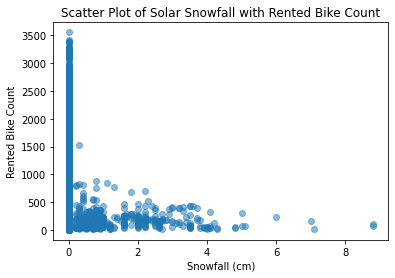 Scatter Plot of Solar Snowfall with Rented Bike Count
Rented Bike Count
3500
3000
2500
2000
1500
1000
500
0
0 2 4 6 8
Snowfall (cm)